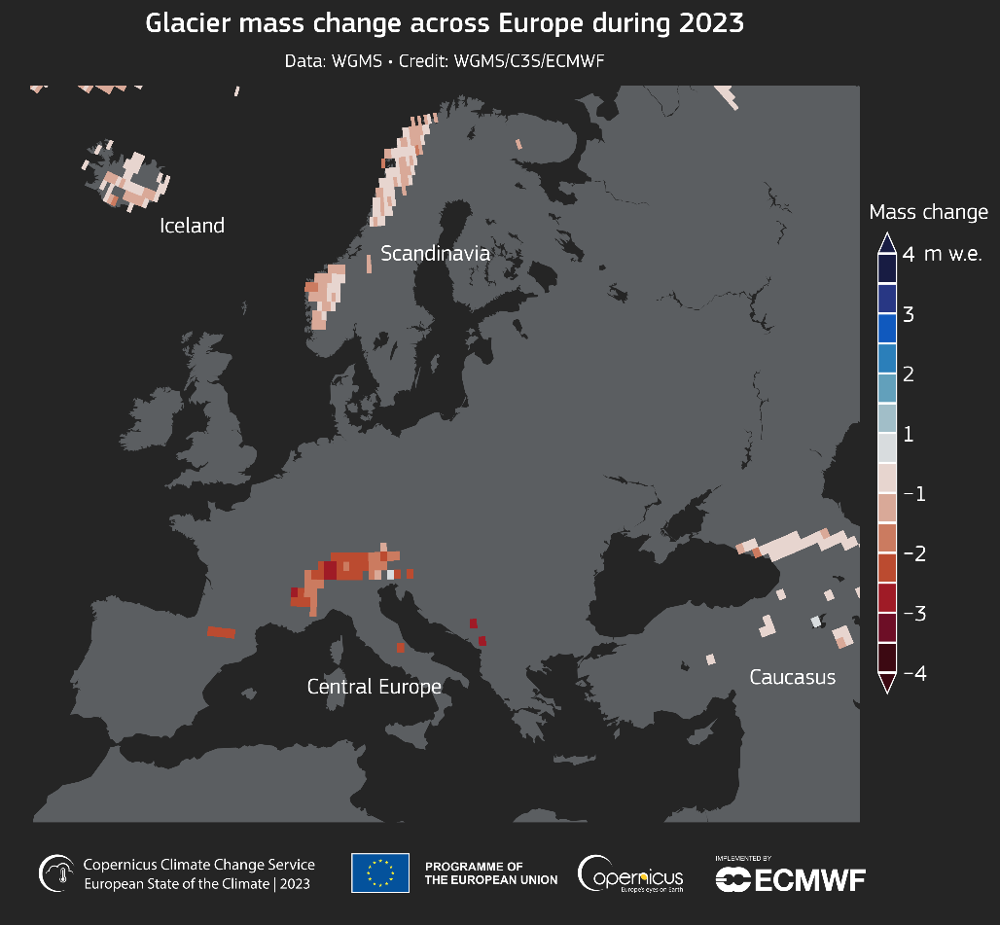 Glacier mass change across Europe during 2023
Data: WGMS • Credit: WGMS/C3S/ECMWF
Iceland
Scandinavia
Central Europe
Caucasus
Mass change
4 m w.e.
3
2
1
−1
−2
−3
−4
Copernicus Climate Change Service
European State of the Climate | 2023
PROGRAMME OF
THE EUROPEAN UNION
opernicus
Europe's eyes on Earth
IMPLEMENTED BY
ECMWF